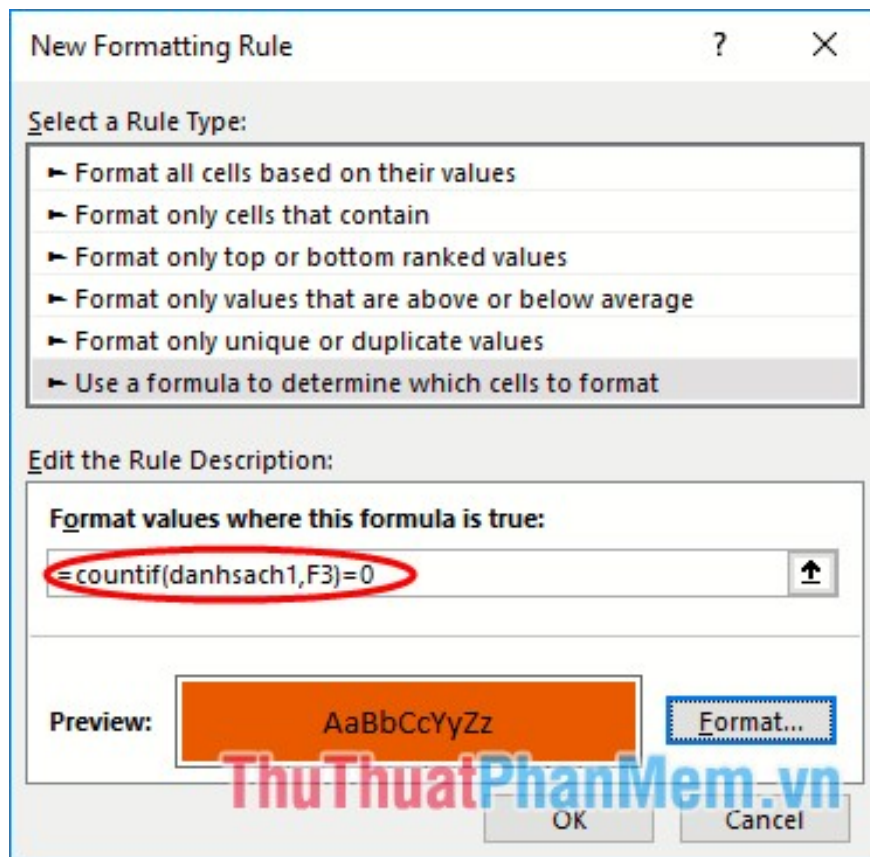 New Formatting Rule ?
Select a Rule Type:
► Format all cells based on their values
► Format only cells that contain
► Format only top or bottom ranked values
► Format only values that are above or below average
► Format only unique or duplicate values
► Use a formula to determine which cells to format
Edit the Rule Description:
Format values where this formula is true:
=countif(danhsach1,F3)=0
Preview: AaBbCcYyZz Format...
ThuThuatPhanMem.vn
OK Cancel